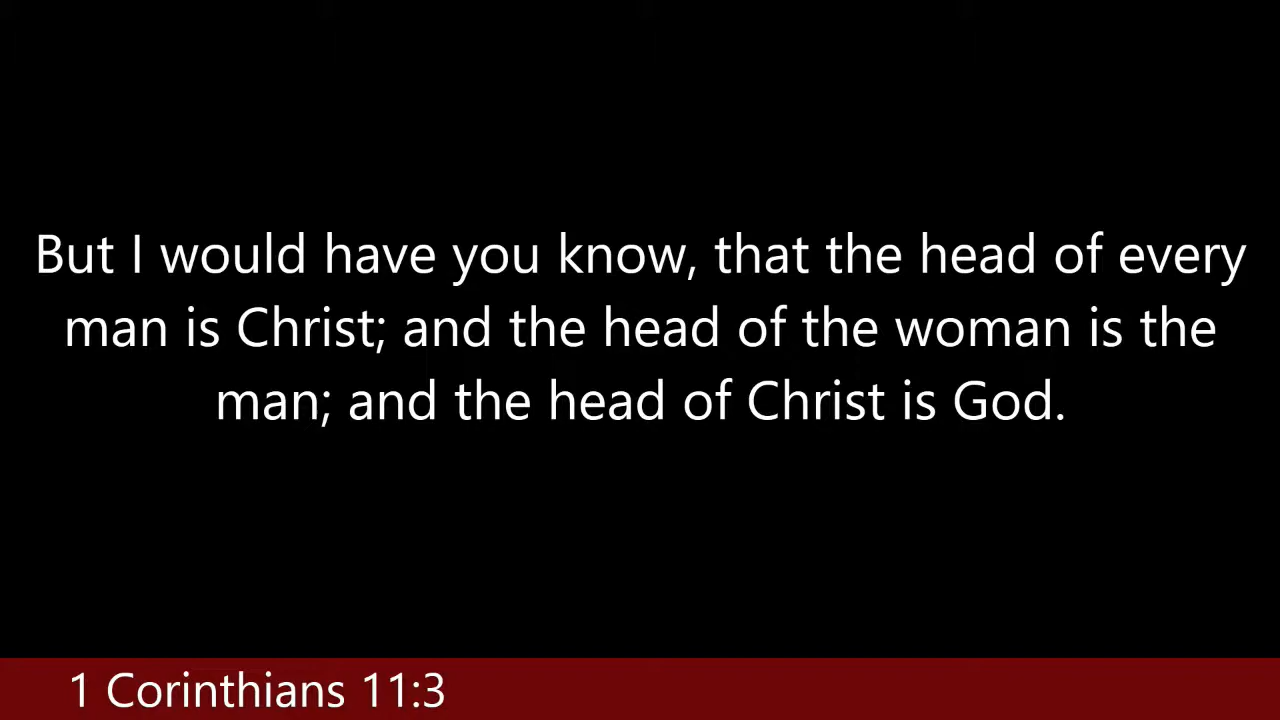 But I would have you know, that the head of every
man is Christ; and the head of the woman is the
man; and the head of Christ is God.
1 Corinthians 11:3